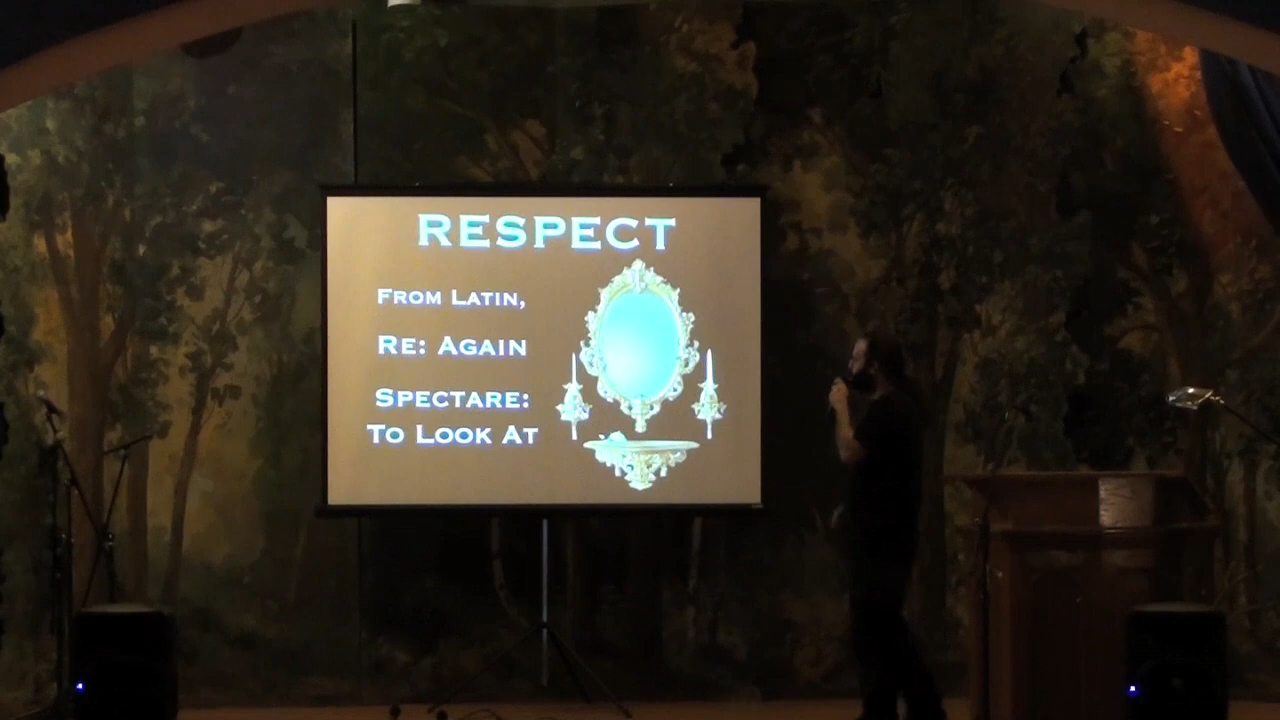 RESPECT
FROM LATIN,
RE: AGAIN
SPECTARE:
TO LOOK AT